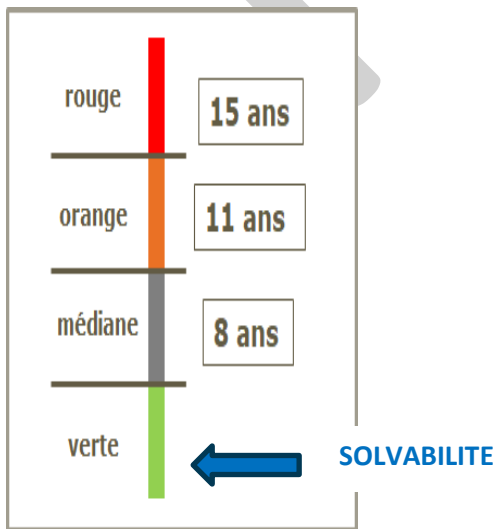 rouge
15 ans
orange
11 ans
médiane
8 ans
verte
SOLVABILITE